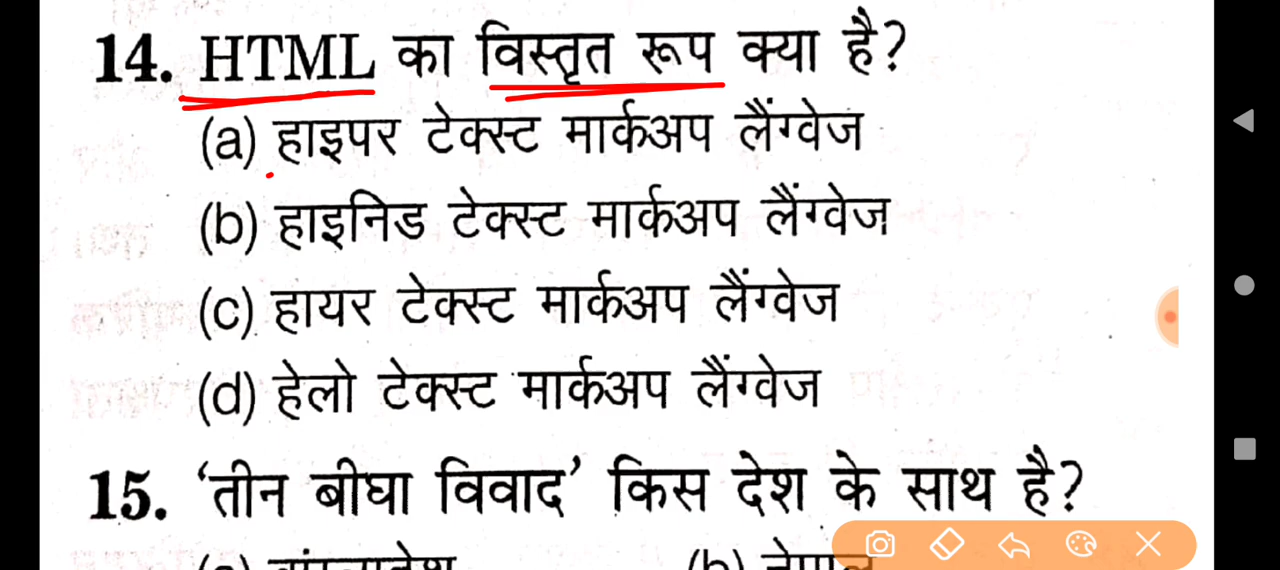 14. HTML का विस्तृत रूप क्या है?
(a) हाइपर टेक्स्ट मार्कअप लैंग्वेज
(b) हाइनिड टेक्स्ट मार्कअप लैंग्वेज
(c) हायर टेक्स्ट मार्कअप लैंग्वेज
(d) हेलो टेक्स्ट मार्कअप लैंग्वेज
15. ‘तीन बीघा विवाद’ किस देश के साथ है?
(a) बांग्लादेश (b) नेपाल